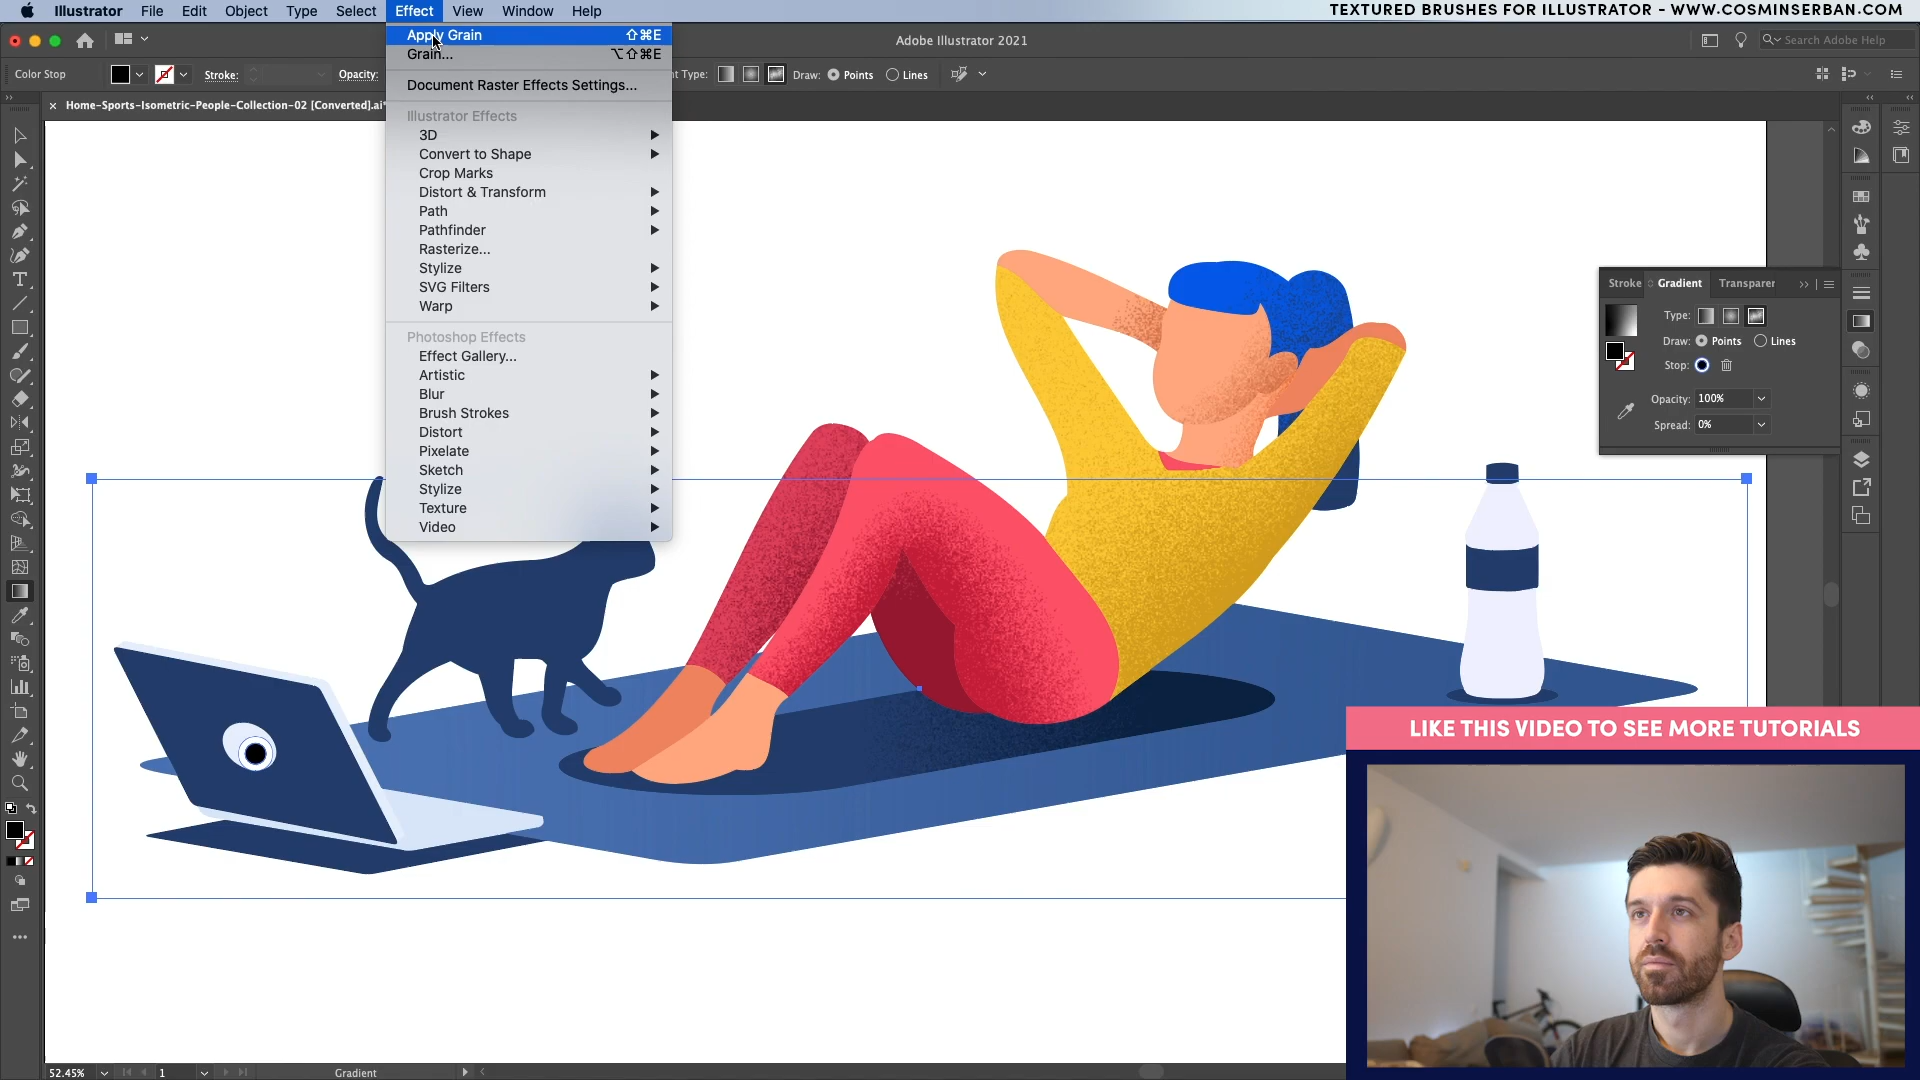 Illustrator File Edit Object Type Select Effect View Window Help
TEXTURED BRUSHES FOR ILLUSTRATOR - WWW.COSMINSERBAN.COM
Adobe Illustrator 2021
Search Adobe Help
Color Stop
Stroke:
Opacity:
nt Type:
Draw: Points Lines
Home-Sports-Isometric-People-Collection-02 [Converted].ai*
Apply Grain ⇧⌘E
Grain... ⌥⇧⌘E
Document Raster Effects Settings...
Illustrator Effects
3D
Convert to Shape
Crop Marks
Distort & Transform
Path
Pathfinder
Rasterize...
Stylize
SVG Filters
Warp
Photoshop Effects
Effect Gallery...
Artistic
Blur
Brush Strokes
Distort
Pixelate
Sketch
Stylize
Texture
Video
Stroke Gradient Transparer
Type:
Draw: Points Lines
Stop:
Opacity: 100%
Spread: 0%
LIKE THIS VIDEO TO SEE MORE TUTORIALS
52.45% 1 Gradient